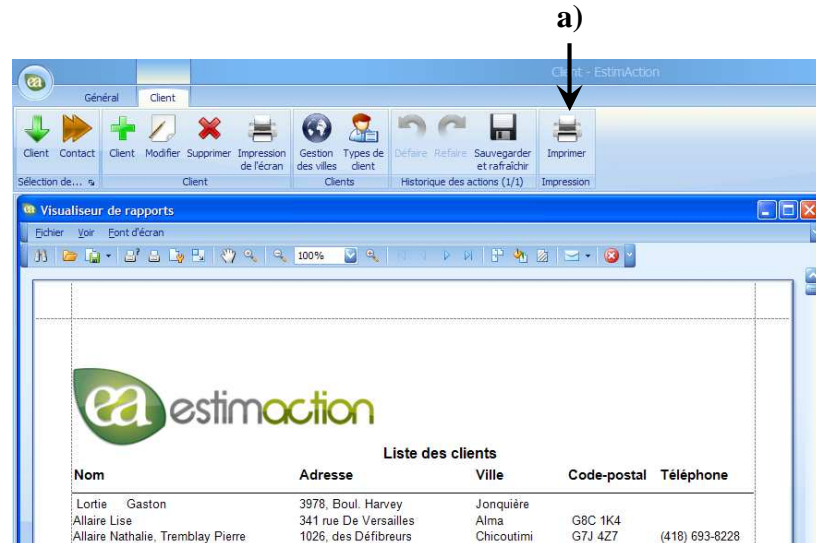 a)
Client - EstimAction
ea
Général Client
Client Contact Client Modifier Supprimer Impression de l'écran Gestion des villes Types de client Défaire Refaire Sauvegarder et rafraîchir Imprimer
Sélection de... Client Clients Historique des actions (1/1) Impression
ea Visualiseur de rapports
Fichier Voir Font d'écran
100%
ea estimaction
Liste des clients
Nom Adresse Ville Code-postal Téléphone
Lortie Gaston 3978, Boul. Harvey Jonquière
Allaire Lise 341 rue De Versailles Alma G8C 1K4
Allaire Nathalie, Tremblay Pierre 1026, des Défibreurs Chicoutimi G7J 4Z7 (418) 693-8228